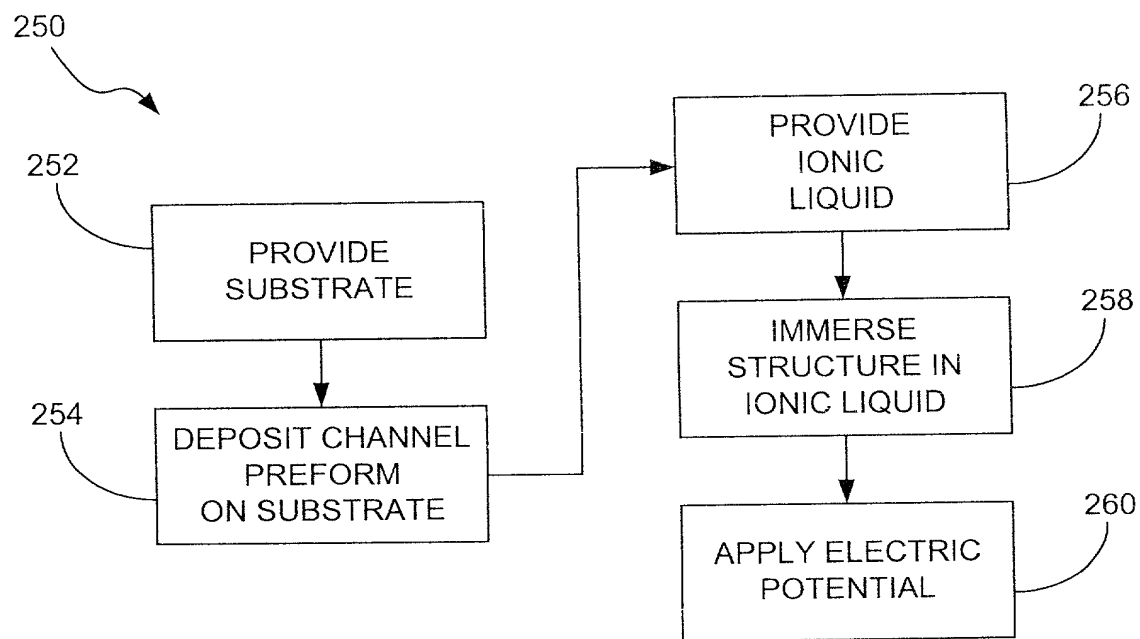 250
252
PROVIDE
SUBSTRATE
254
DEPOSIT CHANNEL
PREFORM
ON SUBSTRATE
256
PROVIDE
IONIC
LIQUID
258
IMMERSE
STRUCTURE IN
IONIC LIQUID
260
APPLY ELECTRIC
POTENTIAL